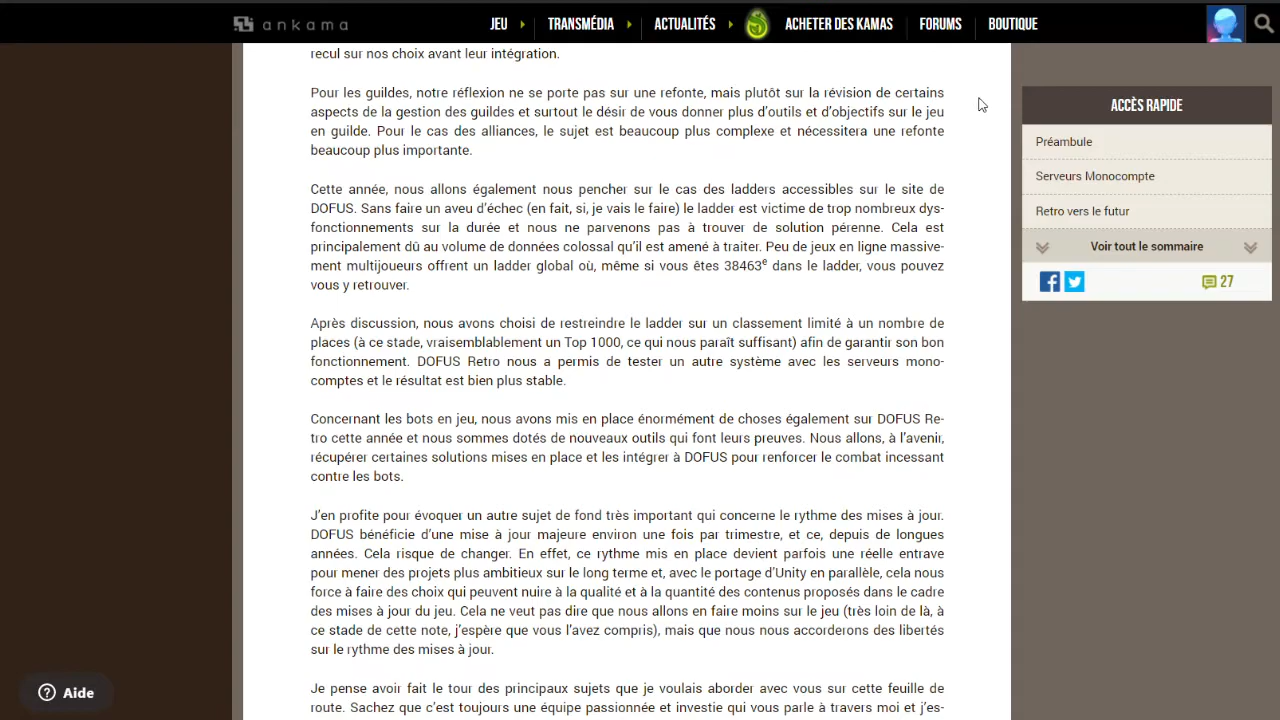 ankama
JEU
TRANSMÉDIA
ACTUALITÉS
ACHETER DES KAMAS
FORUMS
BOUTIQUE
recul sur nos choix avant leur intégration.
Pour les guildes, notre réflexion ne se porte pas sur une refonte, mais plutôt sur la révision de certains
aspects de la gestion des guildes et surtout le désir de vous donner plus d'outils et d'objectifs sur le jeu
en guilde. Pour le cas des alliances, le sujet est beaucoup plus complexe et nécessitera une refonte
beaucoup plus importante.
Cette année, nous allons également nous pencher sur le cas des ladders accessibles sur le site de
DOFUS. Sans faire un aveu d'échec (en fait, si, je vais le faire) le ladder est victime de trop nombreux dys-
fonctionnements sur la durée et nous ne parvenons pas à trouver de solution pérenne. Cela est
principalement dû au volume de données colossal qu'il est amené à traiter. Peu de jeux en ligne massive-
ment multijoueurs offrent un ladder global où, même si vous êtes 38463e dans le ladder, vous pouvez
vous y retrouver.
Après discussion, nous avons choisi de restreindre le ladder sur un classement limité à un nombre de
places (à ce stade, vraisemblablement un Top 1000, ce qui nous paraît suffisant) afin de garantir son bon
fonctionnement. DOFUS Retro nous a permis de tester un autre système avec les serveurs mono-
comptes et le résultat est bien plus stable.
Concernant les bots en jeu, nous avons mis en place énormément de choses également sur DOFUS Re-
tro cette année et nous sommes dotés de nouveaux outils qui font leurs preuves. Nous allons, à l'avenir,
récupérer certaines solutions mises en place et les intégrer à DOFUS pour renforcer le combat incessant
contre les bots.
J'en profite pour évoquer un autre sujet de fond très important qui concerne le rythme des mises à jour.
DOFUS bénéficie d'une mise à jour majeure environ une fois par trimestre, et ce, depuis de longues
années. Cela risque de changer. En effet, ce rythme mis en place devient parfois une réelle entrave
pour mener des projets plus ambitieux sur le long terme et, avec le portage d'Unity en parallèle, cela nous
force à faire des choix qui peuvent nuire à la qualité et à la quantité des contenus proposés dans le cadre
des mises à jour du jeu. Cela ne veut pas dire que nous allons en faire moins sur le jeu (très loin de là, à
ce stade de cette note, j'espère que vous l'avez compris), mais que nous nous accorderons des libertés
sur le rythme des mises à jour.
Je pense avoir fait le tour des principaux sujets que je voulais aborder avec vous sur cette feuille de
route. Sachez que c'est toujours une équipe passionnée et investie qui vous parle à travers moi et j'es-
ACCÈS RAPIDE
Préambule
Serveurs Monocompte
Retro vers le futur
Voir tout le sommaire
27
Aide